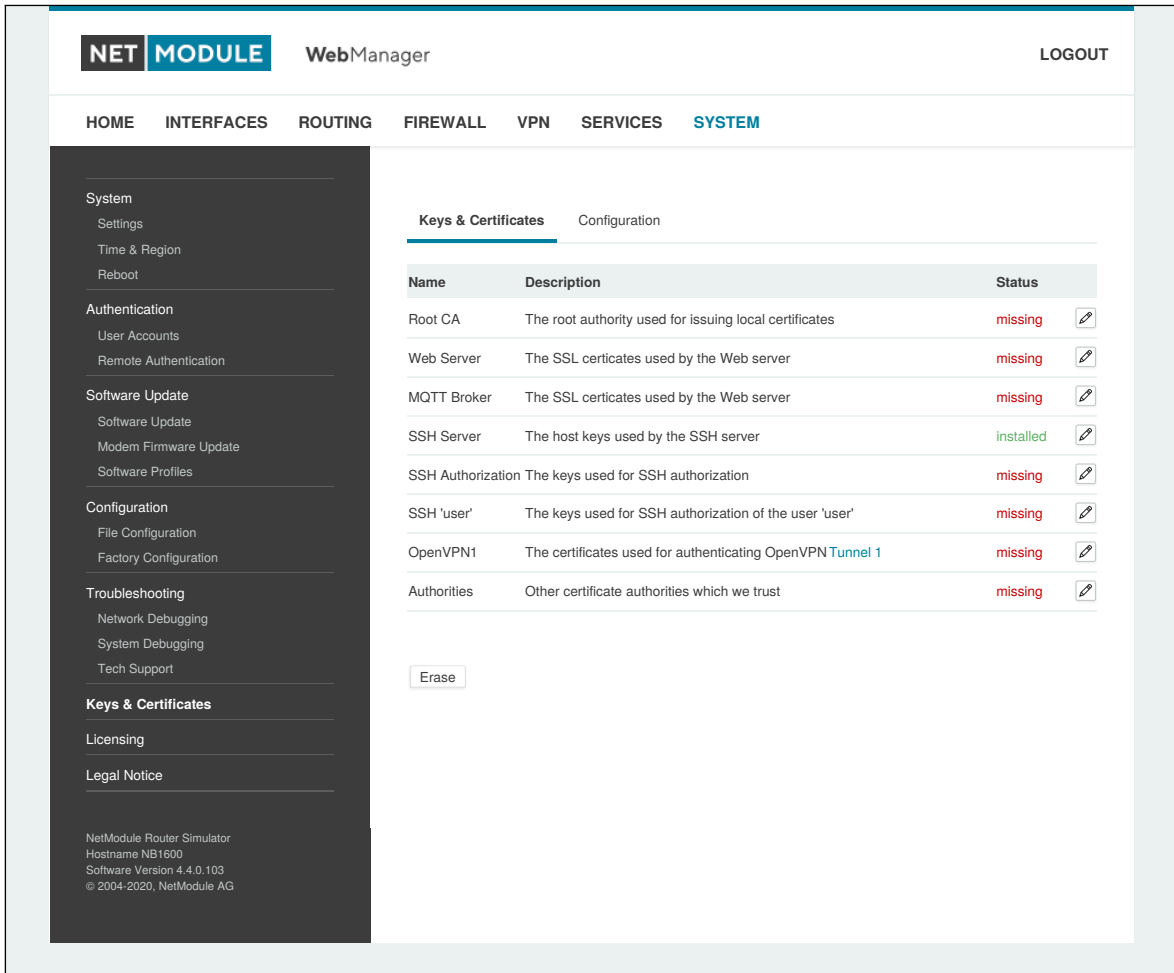 NET MODULE WebManager LOGOUT
HOME INTERFACES ROUTING FIREWALL VPN SERVICES SYSTEM
System
Settings
Time & Region
Reboot
Authentication
User Accounts
Remote Authentication
Software Update
Software Update
Modem Firmware Update
Software Profiles
Configuration
File Configuration
Factory Configuration
Troubleshooting
Network Debugging
System Debugging
Tech Support
Keys & Certificates
Licensing
Legal Notice
NetModule Router Simulator
Hostname NB1600
Software Version 4.4.0.103
© 2004-2020, NetModule AG
Keys & Certificates Configuration
Name Description Status
Root CA The root authority used for issuing local certificates missing
Web Server The SSL certicates used by the Web server missing
MQTT Broker The SSL certicates used by the Web server missing
SSH Server The host keys used by the SSH server installed
SSH Authorization The keys used for SSH authorization missing
SSH 'user' The keys used for SSH authorization of the user 'user' missing
OpenVPN1 The certificates used for authenticating OpenVPN Tunnel 1 missing
Authorities Other certificate authorities which we trust missing
Erase